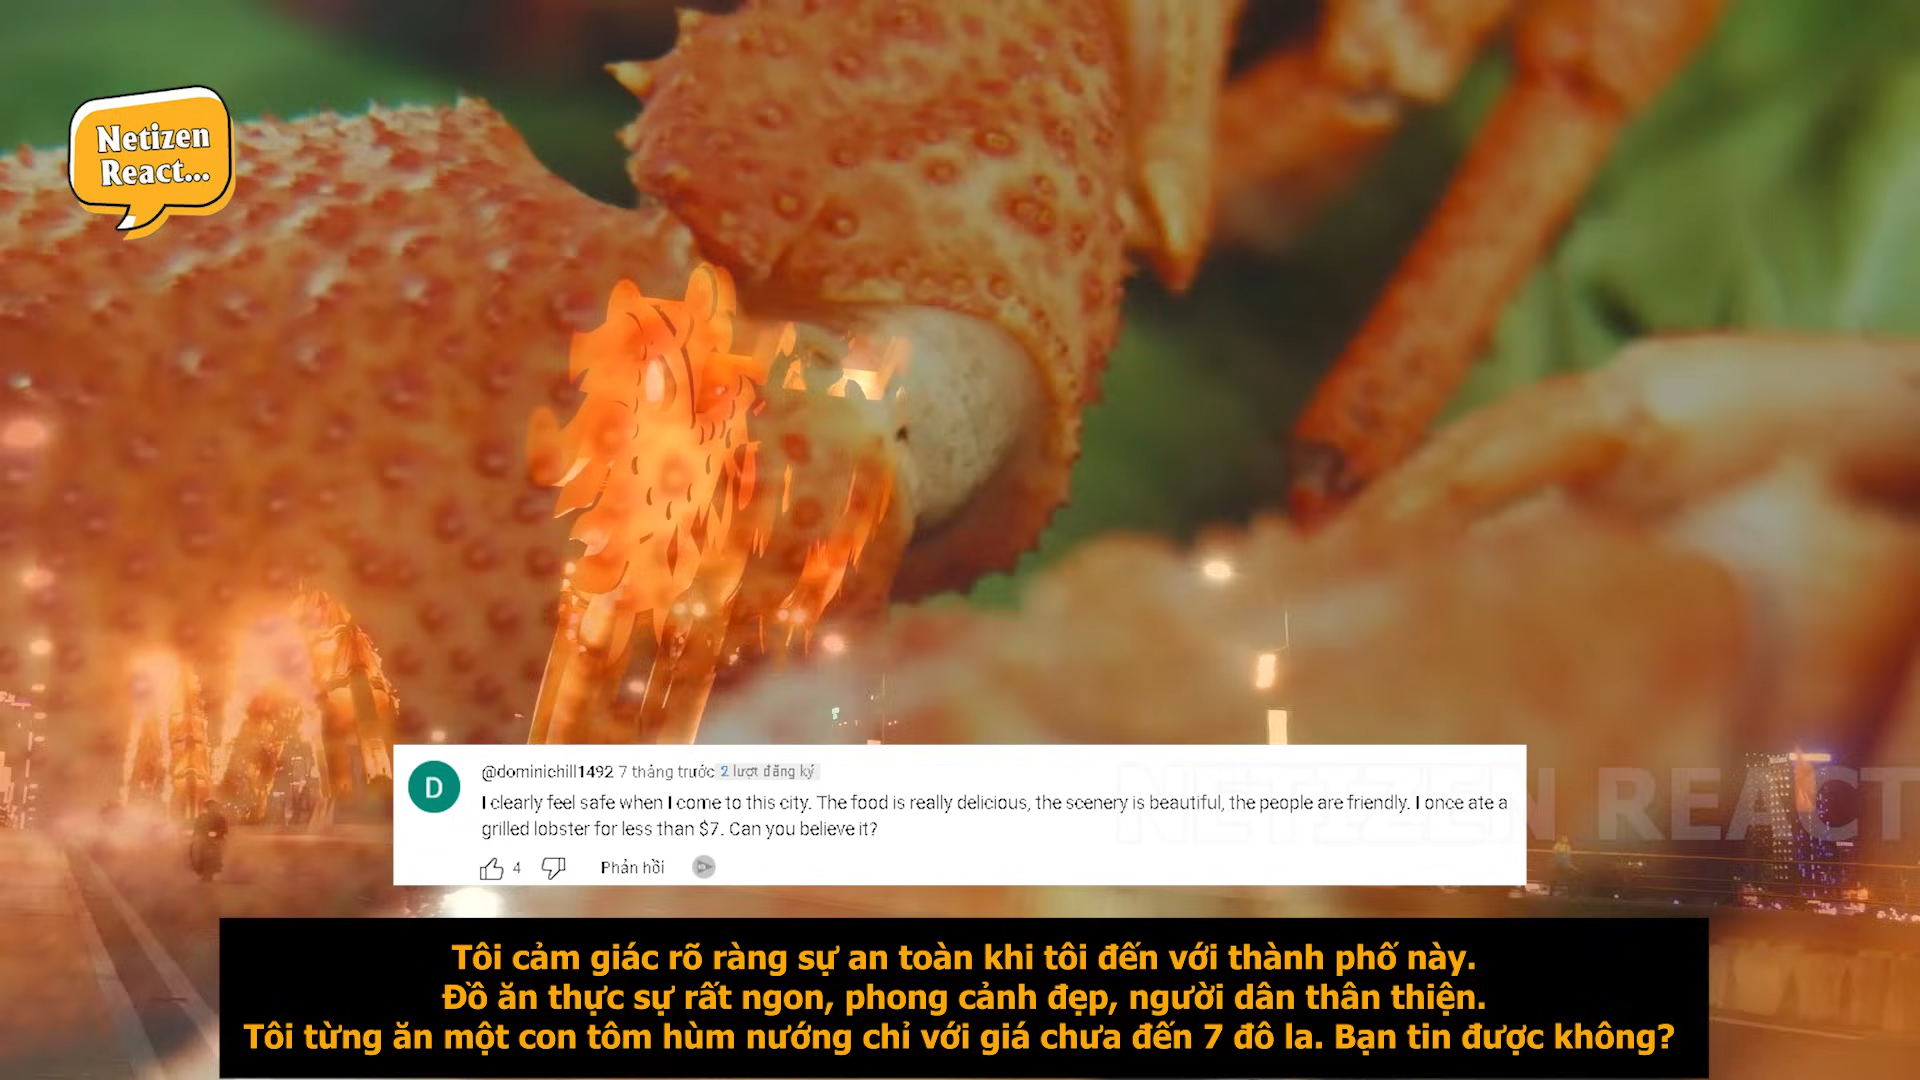 Netizen
React...
@dominichill1492 7 tháng trước 2 lượt đăng ký
I clearly feel safe when I come to this city. The food is really delicious, the scenery is beautiful, the people are friendly. I once ate a
grilled lobster for less than $7. Can you believe it?
4 Phản hồi
D
NETIZEN REACT
Tôi cảm giác rõ ràng sự an toàn khi tôi đến với thành phố này.
Đồ ăn thực sự rất ngon, phong cảnh đẹp, người dân thân thiện.
Tôi từng ăn một con tôm hùm nướng chỉ với giá chưa đến 7 đô la. Bạn tin được không?